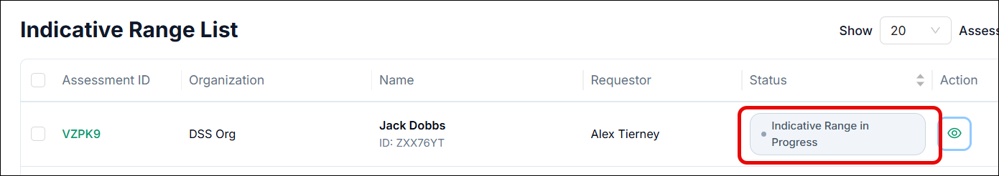 Indicative Range List
Show 20
Assessment ID Organization Name Requestor Status Action
VZPK9 DSS Org Jack Dobbs Alex Tierney Indicative Range in
ID: ZXX76YT Progress